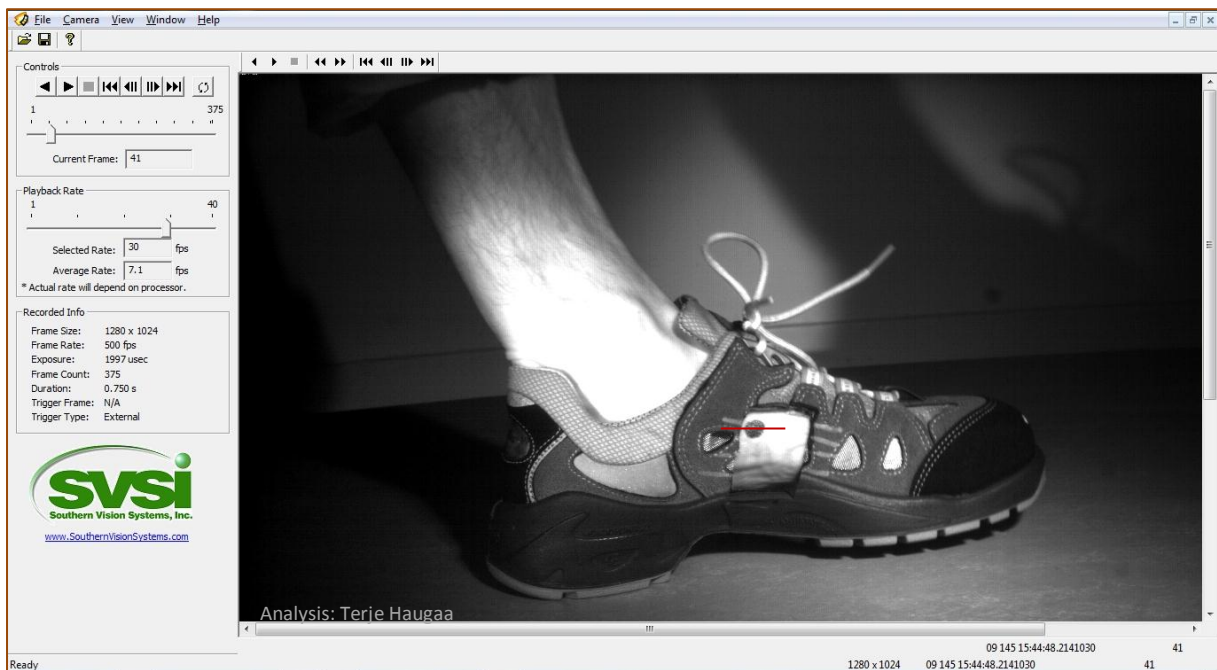 File Camera View Window Help
Controls
1 375
Current Frame: 41
Playback Rate
1 40
Selected Rate: 30 fps
Average Rate: 7.1 fps
* Actual rate will depend on processor.
Recorded Info
Frame Size: 1280 x 1024
Frame Rate: 500 fps
Exposure: 1997 usec
Frame Count: 375
Duration: 0.750 s
Trigger Frame: N/A
Trigger Type: External
SVSi
Southern Vision Systems, Inc.
www.SouthernVisionSystems.com
Analysis: Terje Haugaa
09 145 15:44:48.2141030 41
Ready 1280 x 1024 09 145 15:44:48.2141030 41